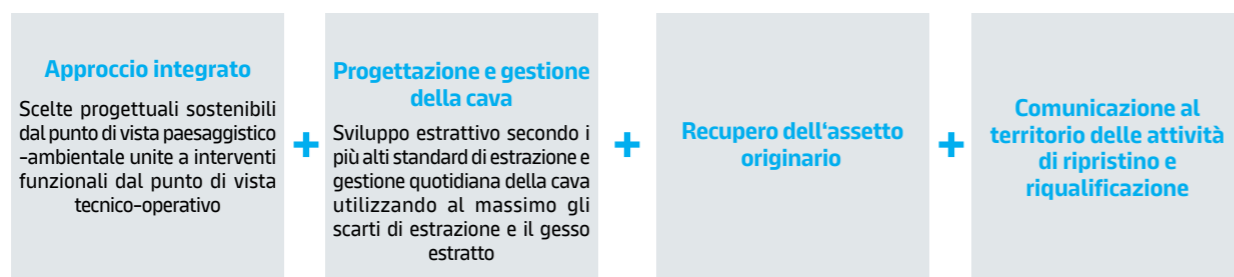 Approccio integrato
Scelte progettuali sostenibili
dal punto di vista paesaggistico
-ambientale unite a interventi
funzionali dal punto di vista
tecnico-operativo
+
Progettazione e gestione
della cava
Sviluppo estrattivo secondo i
più alti standard di estrazione e
gestione quotidiana della cava
utilizzando al massimo gli
scarti di estrazione e il gesso
estratto
+
Recupero dell‘assetto
originario
+
Comunicazione al
territorio delle attività
di ripristino e
riqualificazione